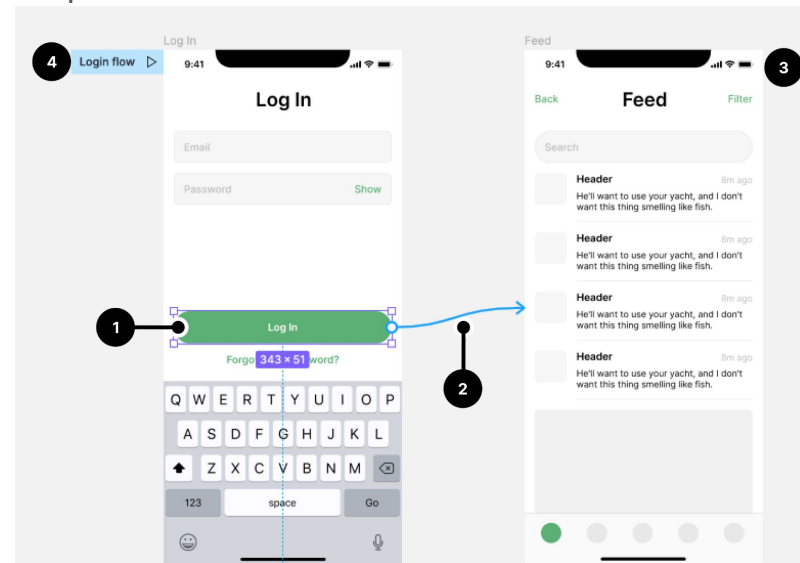 Log In
Feed
4
Login flow
9:41
9:41
3
Log In
Back
Feed
Filter
Email
Search
Password
Show
Header
8m ago
He'll want to use your yacht, and I don't
want this thing smelling like fish.
Header
8m ago
He'll want to use your yacht, and I don't
want this thing smelling like fish.
Header
8m ago
He'll want to use your yacht, and I don't
want this thing smelling like fish.
Header
8m ago
He'll want to use your yacht, and I don't
want this thing smelling like fish.
1
Log In
2
Forgo 343 × 51 word?
Q W E R T Y U I O P
A S D F G H J K L
Z X C V B N M
123 space Go